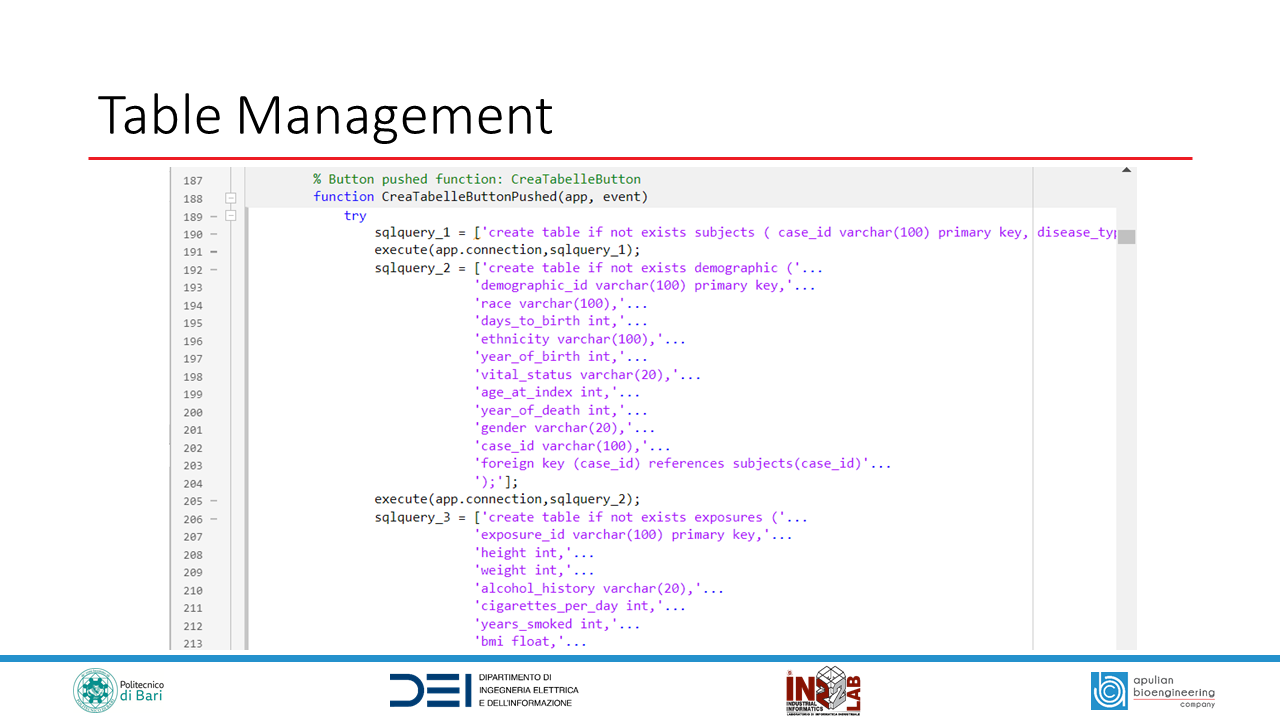 Table Management
187 % Button pushed function: CreaTabelleButton
188 function CreaTabelleButtonPushed(app, event)
189 – try
190 – sqlquery_1 = ['create table if not exists subjects ( case_id varchar(100) primary key, disease_typ
191 – execute(app.connection,sqlquery_1);
192 – sqlquery_2 = ['create table if not exists demographic ('...
193 'demographic_id varchar(100) primary key,'...
194 'race varchar(100),'...
195 'days_to_birth int,'...
196 'ethnicity varchar(100),'...
197 'year_of_birth int,'...
198 'vital_status varchar(20),'...
199 'age_at_index int,'...
200 'year_of_death int,'...
201 'gender varchar(20),'...
202 'case_id varchar(100),'...
203 'foreign key (case_id) references subjects(case_id)'...
204 ');'];
205 – execute(app.connection,sqlquery_2);
206 – sqlquery_3 = ['create table if not exists exposures ('...
207 'exposure_id varchar(100) primary key,'...
208 'height int,'...
209 'weight int,'...
210 'alcohol_history varchar(20),'...
211 'cigarettes_per_day int,'...
212 'years_smoked int,'...
213 'bmi float,'...
Politecnico
di Bari
DEI
DIPARTIMENTO DI
INGEGNERIA ELETTRICA
E DELL'INFORMAZIONE
INDUSTRIAL
INFORMATICS
LAB
LABORATORIO DI INFORMATICA INDUSTRIALE
apulian
bioengineering
company